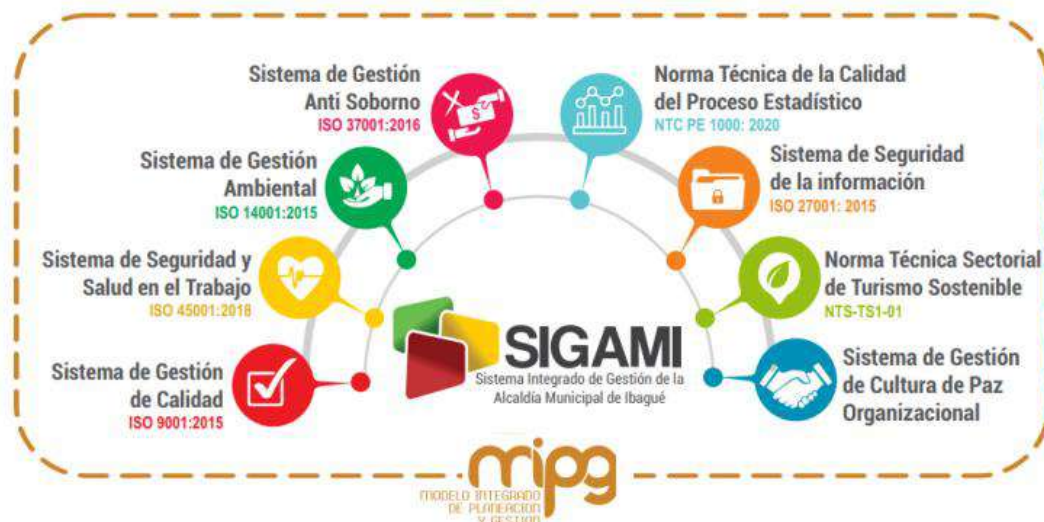 Sistema de Gestión
Anti Soborno
ISO 37001:2016
Norma Técnica de la Calidad
del Proceso Estadístico
NTC PE 1000: 2020
Sistema de Gestión
Ambiental
ISO 14001:2015
Sistema de Seguridad
de la información
ISO 27001: 2015
Sistema de Seguridad y
Salud en el Trabajo
ISO 45001:2018
Norma Técnica Sectorial
de Turismo Sostenible
NTS-TS1-01
Sistema de Gestión
de Calidad
ISO 9001:2015
SIGAMI
Sistema Integrado de Gestión de la
Alcaldía Municipal de Ibagué
Sistema de Gestión
de Cultura de Paz
Organizacional
mipg
MODELO INTEGRADO
DE PLANEACIÓN
Y GESTIÓN